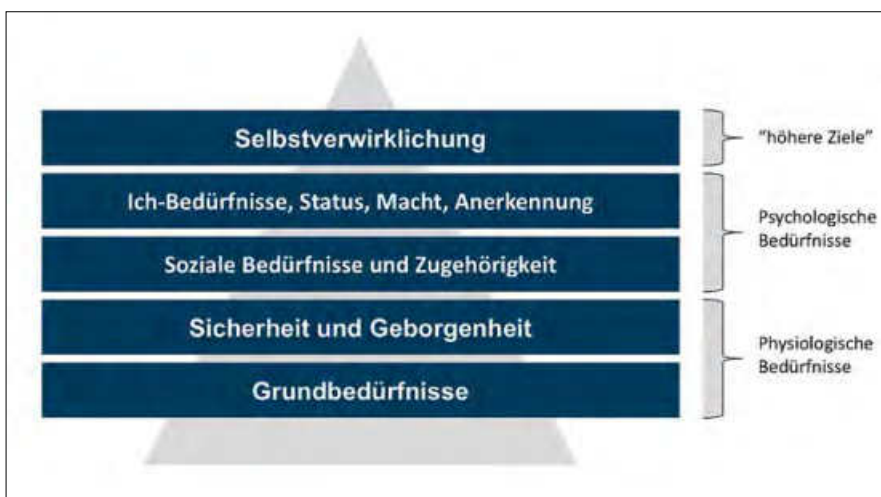 Selbstverwirklichung
"höhere Ziele"
Ich-Bedürfnisse, Status, Macht, Anerkennung
Soziale Bedürfnisse und Zugehörigkeit
Psychologische
Bedürfnisse
Sicherheit und Geborgenheit
Grundbedürfnisse
Physiologische
Bedürfnisse